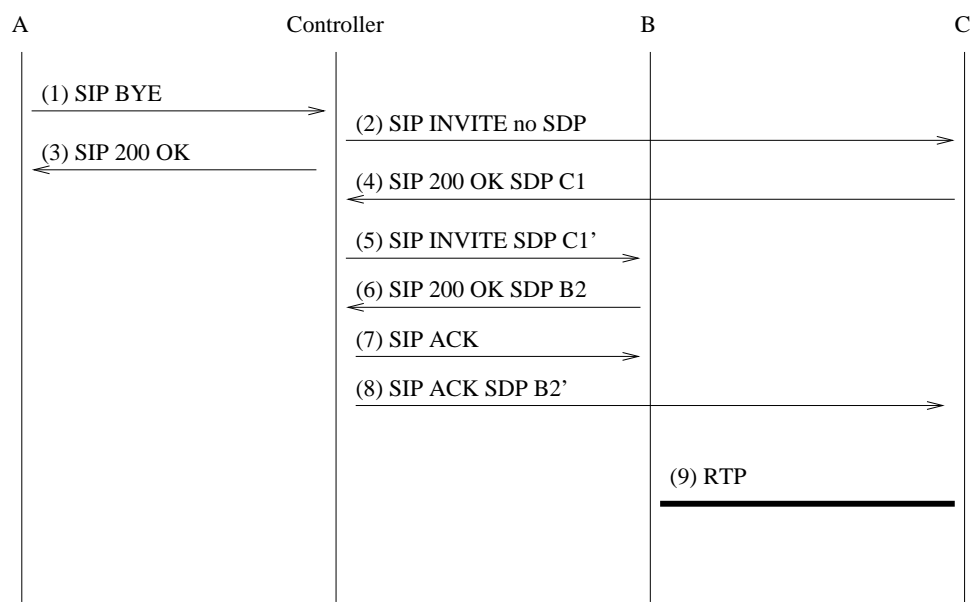 A Controller B C
(1) SIP BYE
(2) SIP INVITE no SDP
(3) SIP 200 OK
(4) SIP 200 OK SDP C1
(5) SIP INVITE SDP C1’
(6) SIP 200 OK SDP B2
(7) SIP ACK
(8) SIP ACK SDP B2’
(9) RTP